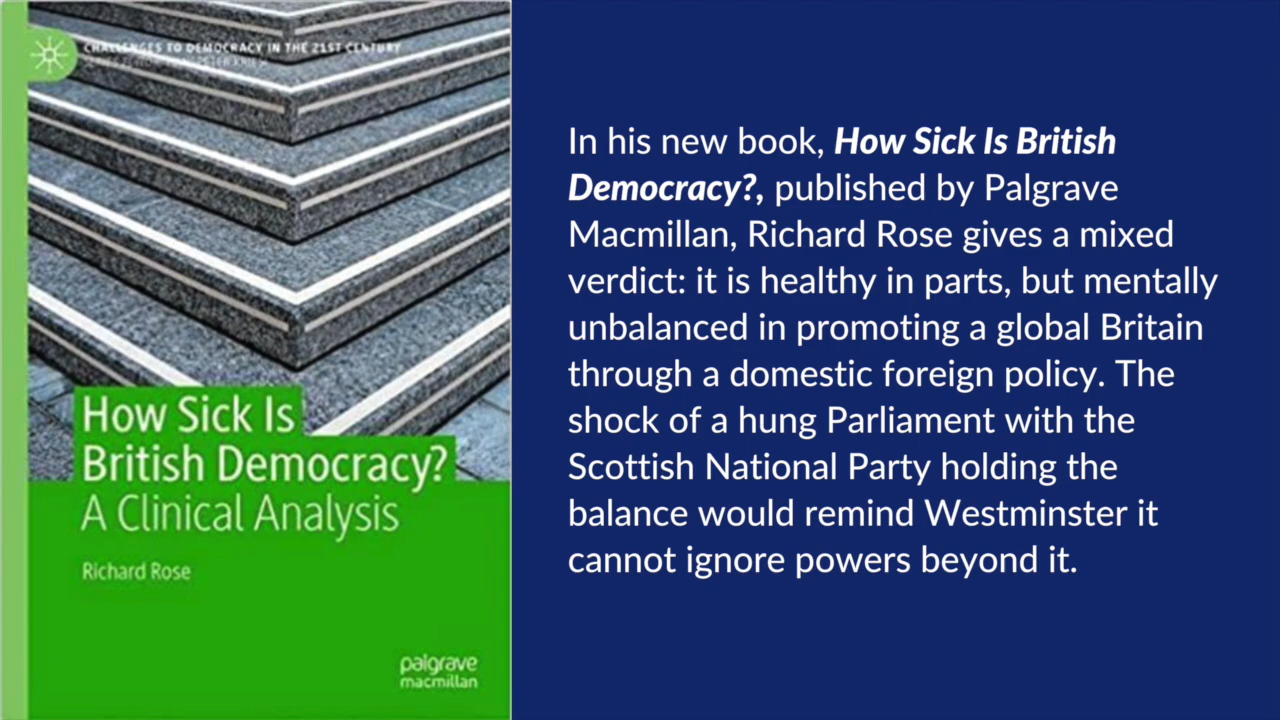 CHALLENGES TO DEMOCRACY IN THE 21ST CENTURY
How Sick Is
British Democracy?
A Clinical Analysis
Richard Rose
palgrave
macmillan
In his new book, How Sick Is British
Democracy?, published by Palgrave
Macmillan, Richard Rose gives a mixed
verdict: it is healthy in parts, but mentally
unbalanced in promoting a global Britain
through a domestic foreign policy. The
shock of a hung Parliament with the
Scottish National Party holding the
balance would remind Westminster it
cannot ignore powers beyond it.